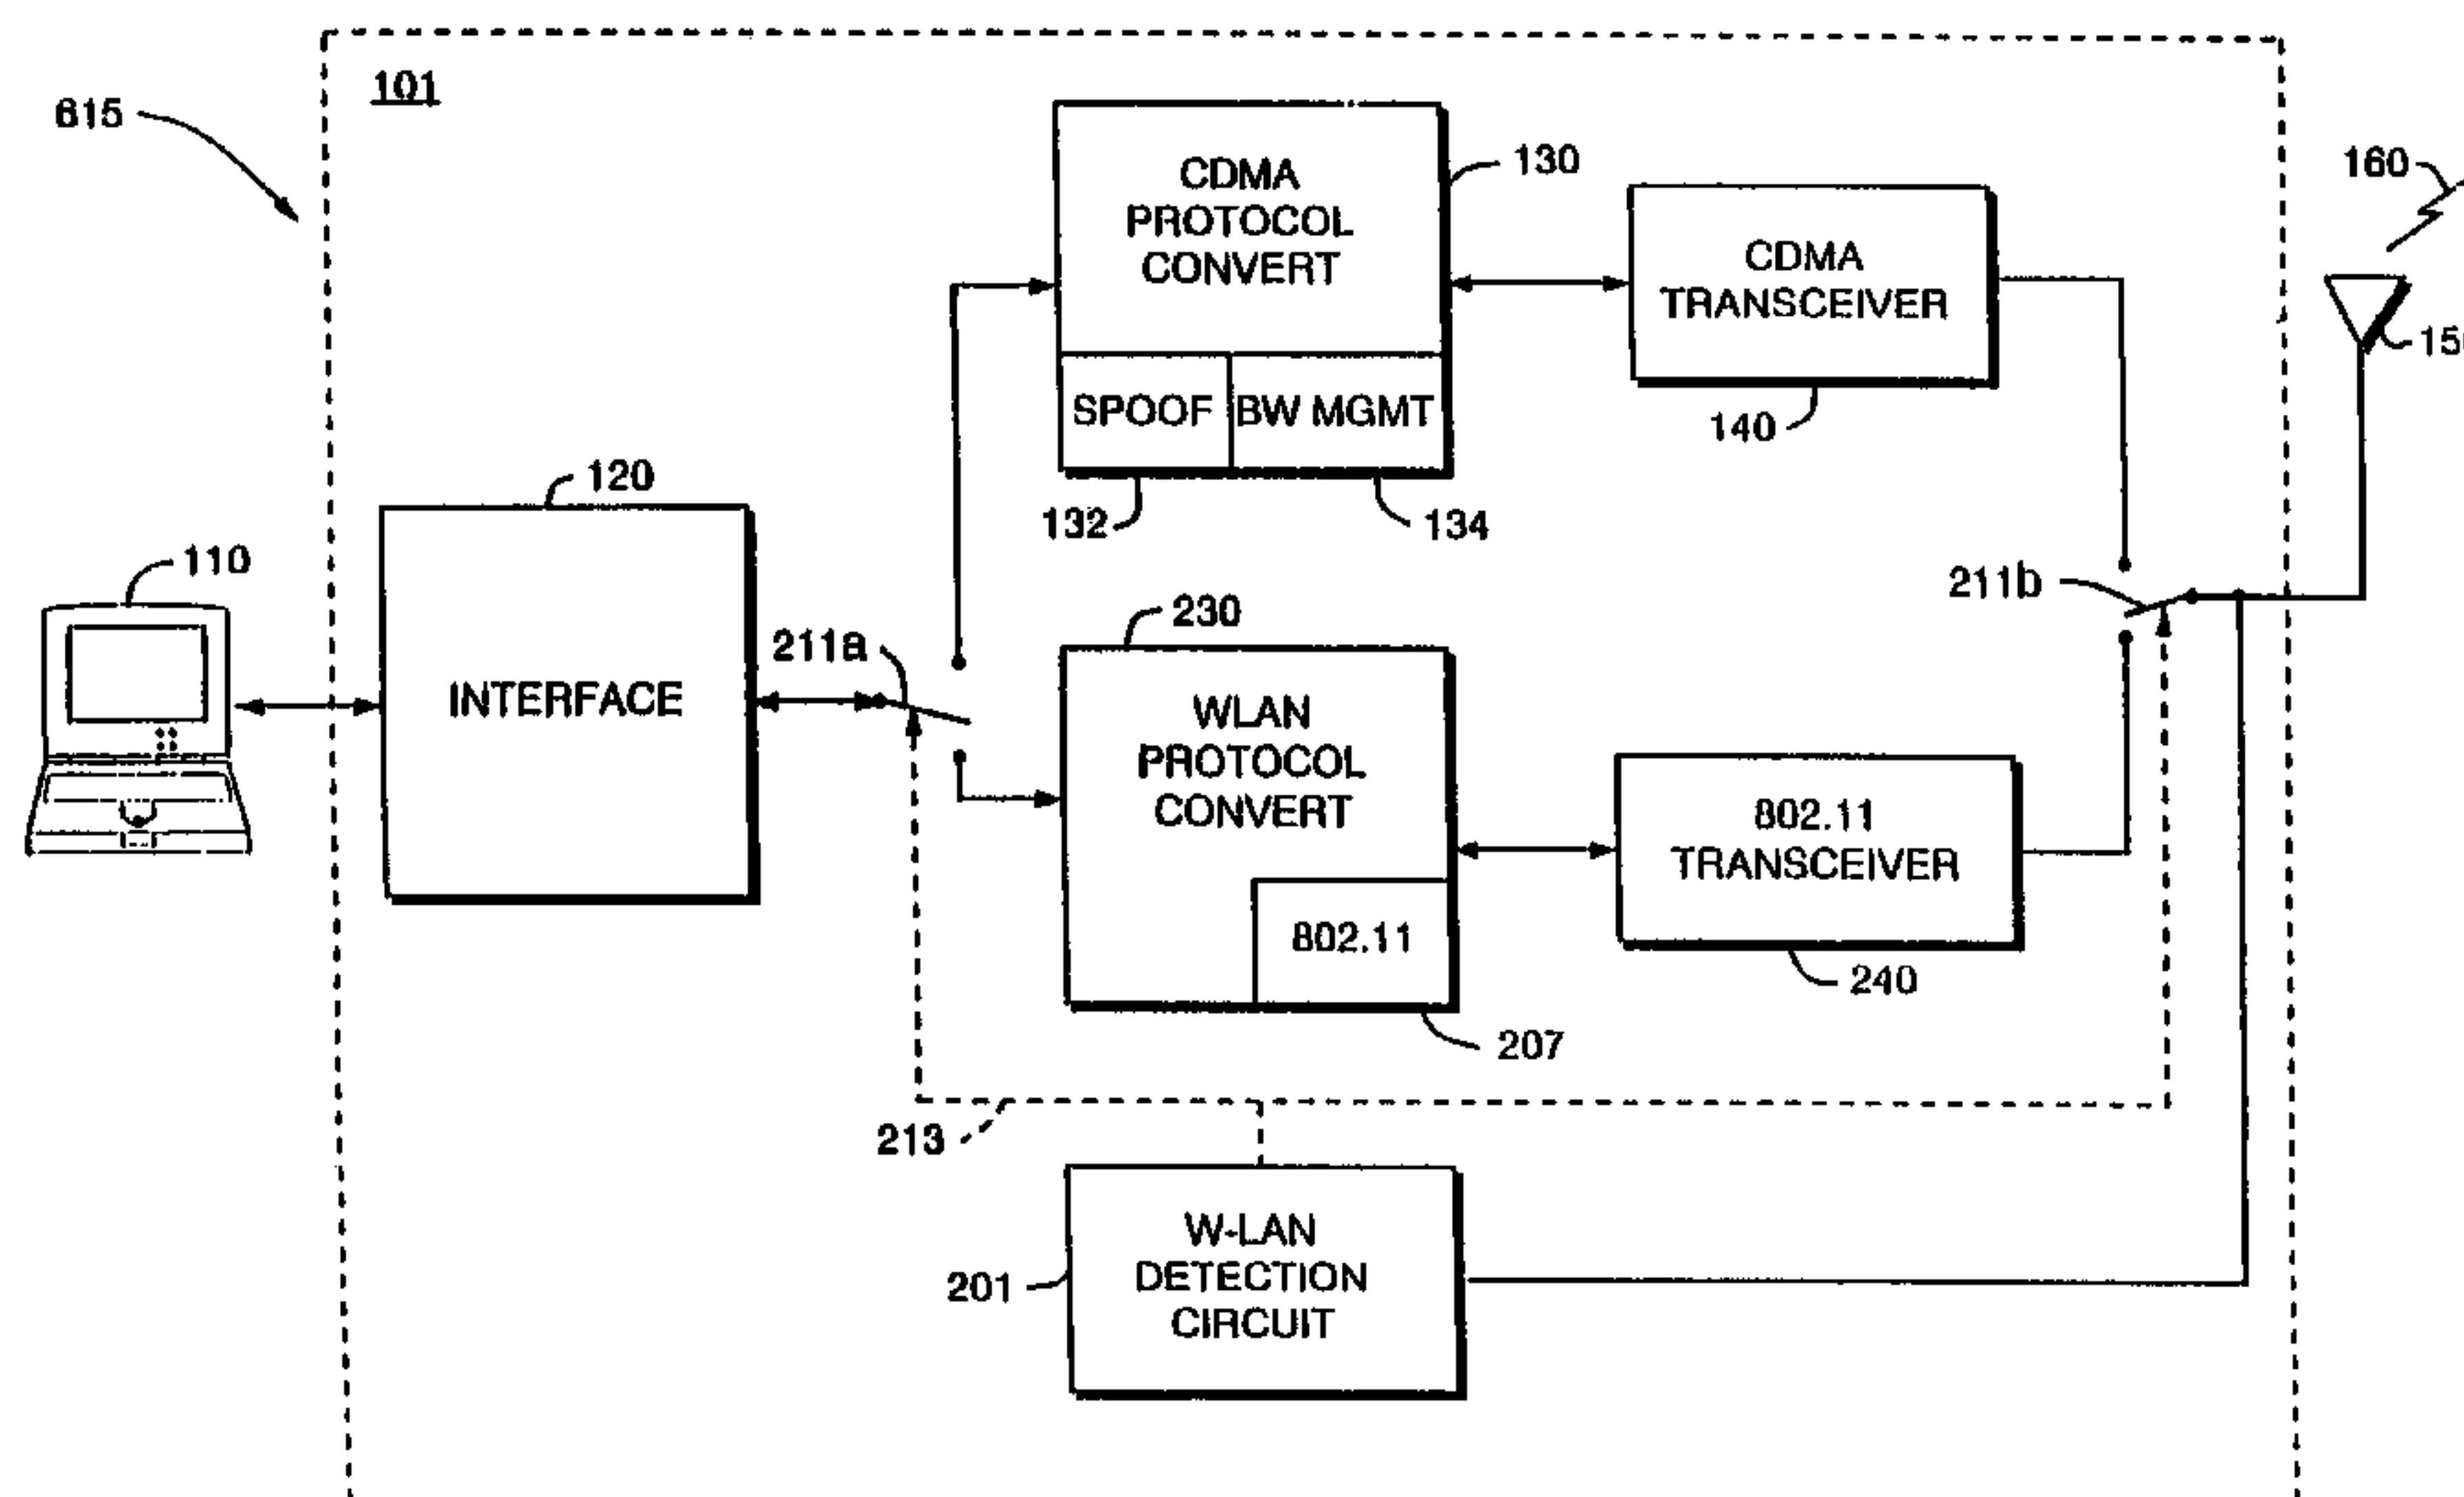 101
615
160
CDMA
PROTOCOL
CONVERT
130
CDMA
TRANSCEIVER
SPOOF
BW MGMT
140
132
134
120
110
211b
230
211a
INTERFACE
WLAN
PROTOCOL
CONVERT
802.11
TRANSCEIVER
802.11
240
207
213
W-LAN
DETECTION
CIRCUIT
201